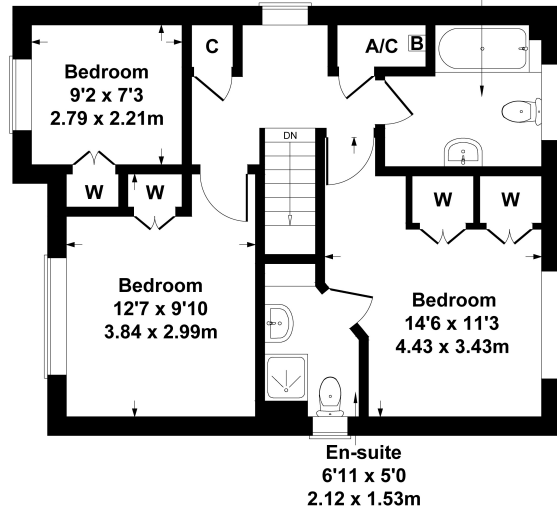 C
A/C
B
Bedroom
9'2 x 7'3
2.79 x 2.21m
DN
W
W
W
W
Bedroom
12'7 x 9'10
3.84 x 2.99m
Bedroom
14'6 x 11'3
4.43 x 3.43m
En-suite
6'11 x 5'0
2.12 x 1.53m